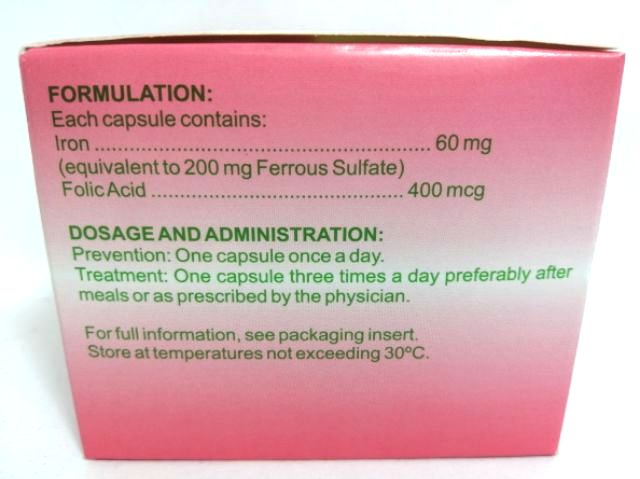 FORMULATION:
Each capsule contains:
Iron .......................................................... 60 mg
(equivalent to 200 mg Ferrous Sulfate)
Folic Acid ........................................... 400 mcg
DOSAGE AND ADMINISTRATION:
Prevention: One capsule once a day.
Treatment: One capsule three times a day preferably after
meals or as prescribed by the physician.
For full information, see packaging insert.
Store at temperatures not exceeding 30°C.